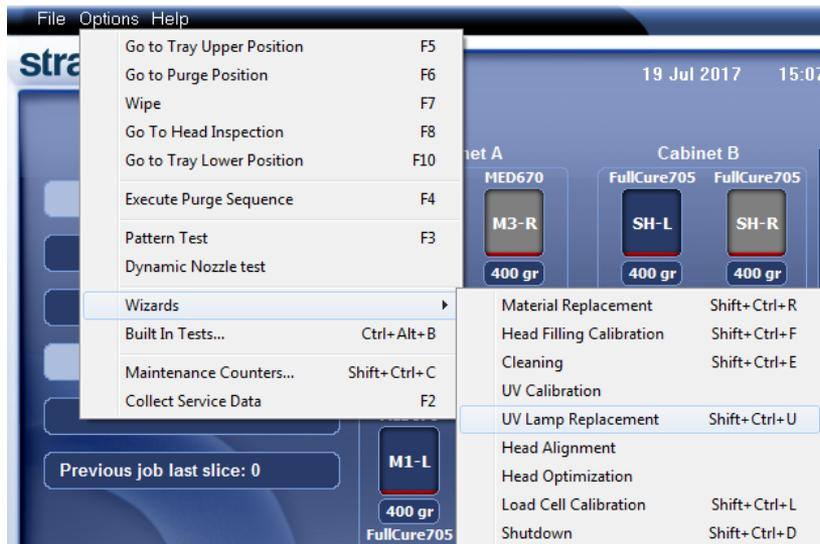 File Options Help
stra
19 Jul 2017 15:07
Go to Tray Upper Position F5
Go to Purge Position F6
Wipe F7
Go To Head Inspection F8
Go to Tray Lower Position F10
Execute Purge Sequence F4
Pattern Test F3
Dynamic Nozzle test
Wizards
Built In Tests... Ctrl+Alt+B
Maintenance Counters... Shift+Ctrl+C
Collect Service Data F2
net A
Cabinet B
MED670
FullCure705 FullCure705
M3-R
SH-L
SH-R
400 gr
400 gr
400 gr
Material Replacement Shift+Ctrl+R
Head Filling Calibration Shift+Ctrl+F
Cleaning Shift+Ctrl+E
UV Calibration
UV Lamp Replacement Shift+Ctrl+U
Head Alignment
Head Optimization
Load Cell Calibration Shift+Ctrl+L
Shutdown Shift+Ctrl+D
Previous job last slice: 0
M1-L
400 gr
FullCure705